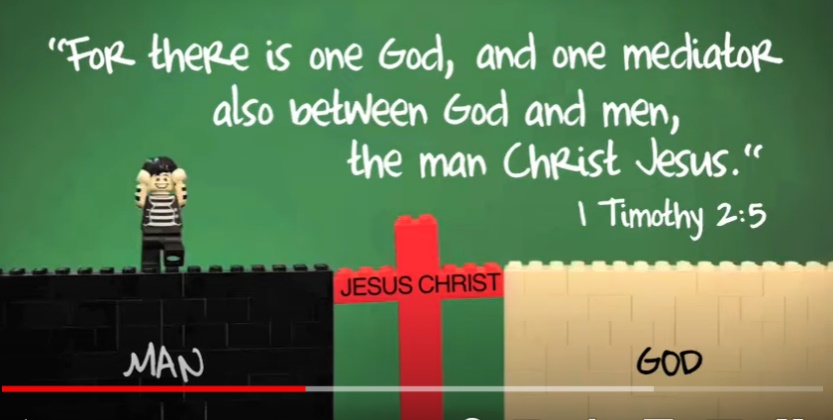 “For there is one God, and one mediator
also between God and men,
the man Christ Jesus.“
1 Timothy 2:5
JESUS CHRIST
MAN
GOD